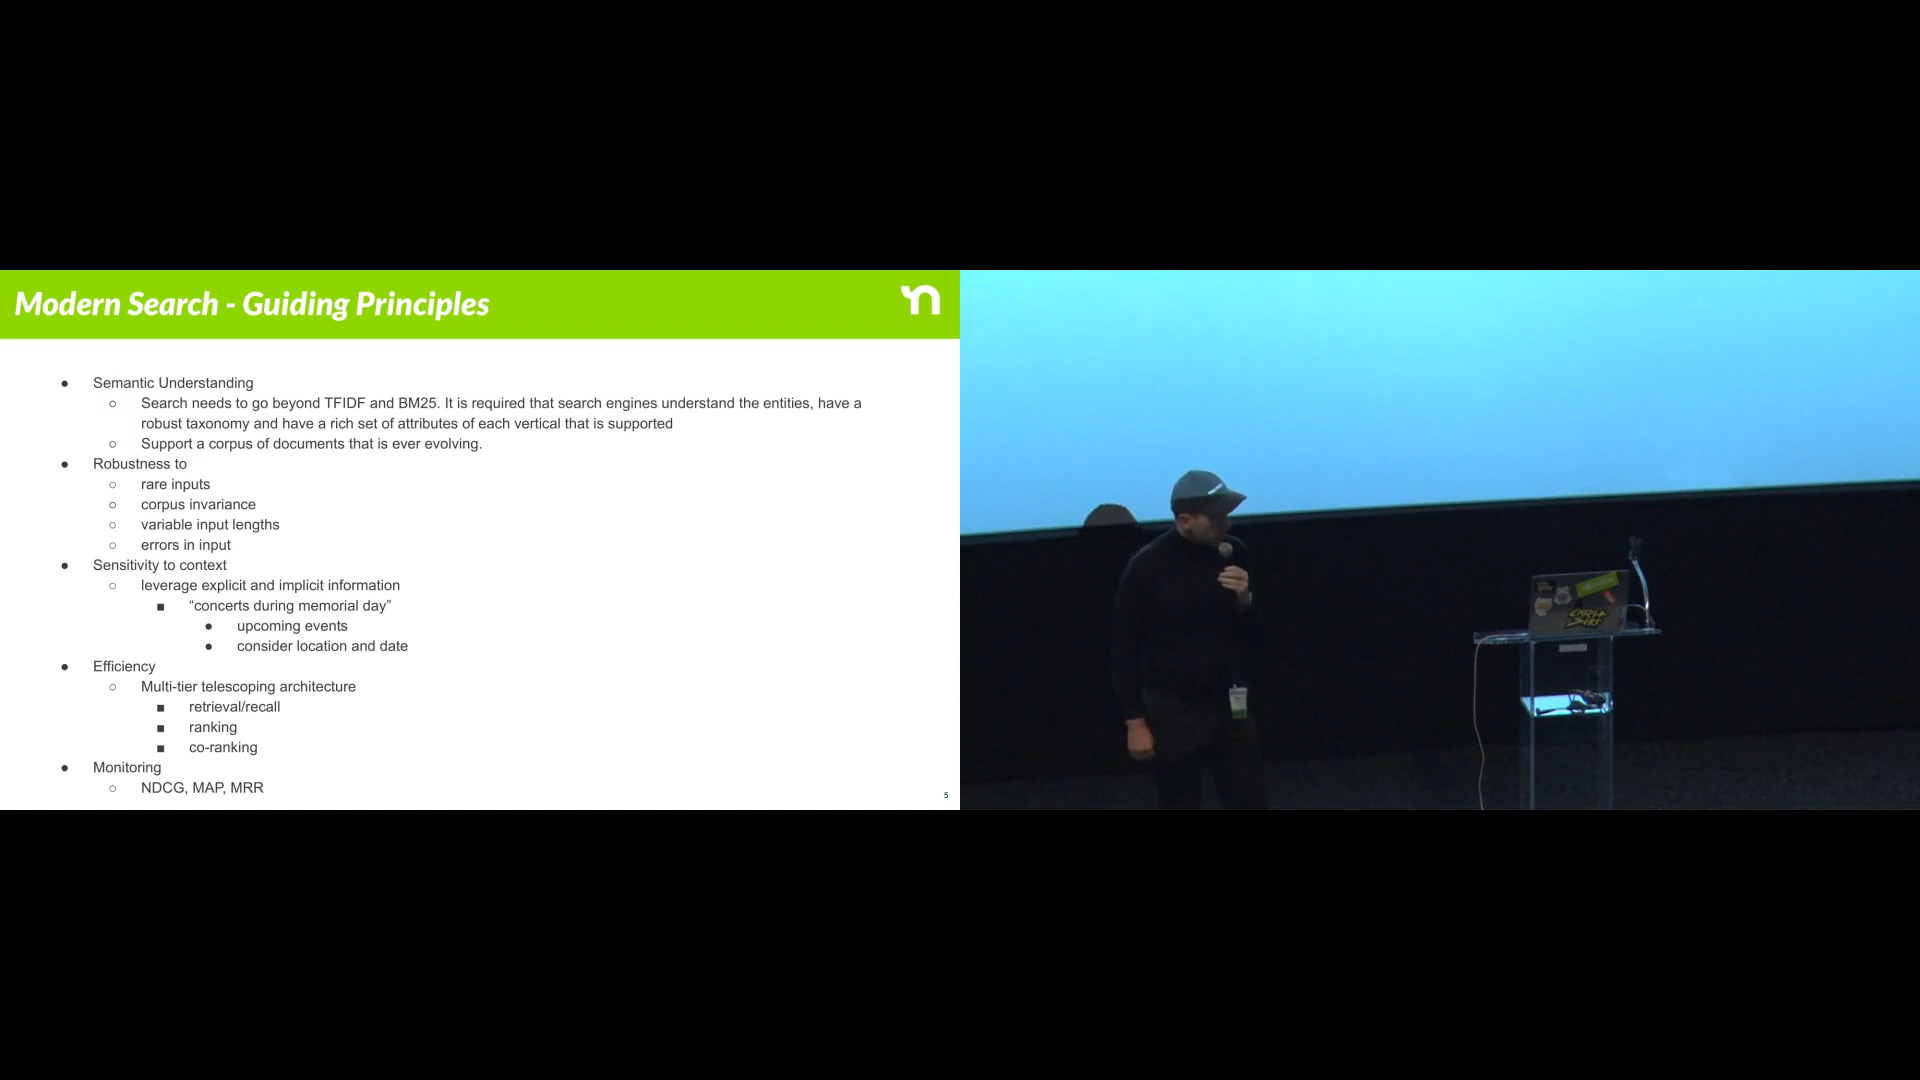 Modern Search - Guiding Principles
● Semantic Understanding
○ Search needs to go beyond TFIDF and BM25. It is required that search engines understand the entities, have a
robust taxonomy and have a rich set of attributes of each vertical that is supported
○ Support a corpus of documents that is ever evolving.
● Robustness to
○ rare inputs
○ corpus invariance
○ variable input lengths
○ errors in input
● Sensitivity to context
○ leverage explicit and implicit information
■ “concerts during memorial day”
● upcoming events
● consider location and date
● Efficiency
○ Multi-tier telescoping architecture
■ retrieval/recall
■ ranking
■ co-ranking
● Monitoring
○ NDCG, MAP, MRR
5
CATCH
SURF